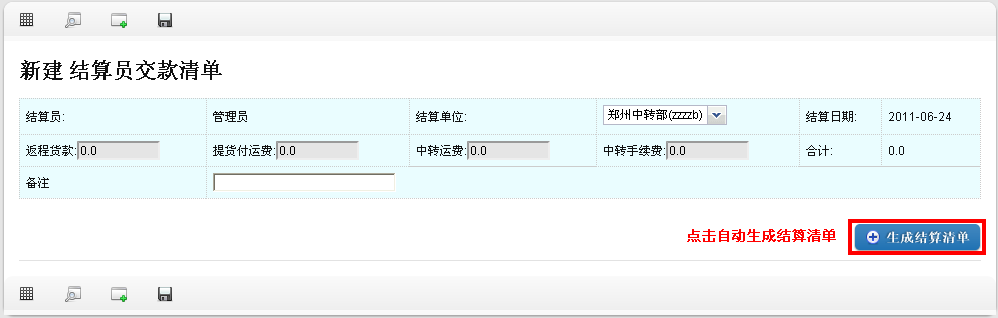 新建 结算员交款清单
结算员: 管理员 结算单位: 郑州中转部(zzzzb) 结算日期: 2011-06-24
返程货款: 0.0 提货付运费: 0.0 中转运费: 0.0 中转手续费: 0.0 合计: 0.0
备注
点击自动生成结算清单 生成结算清单